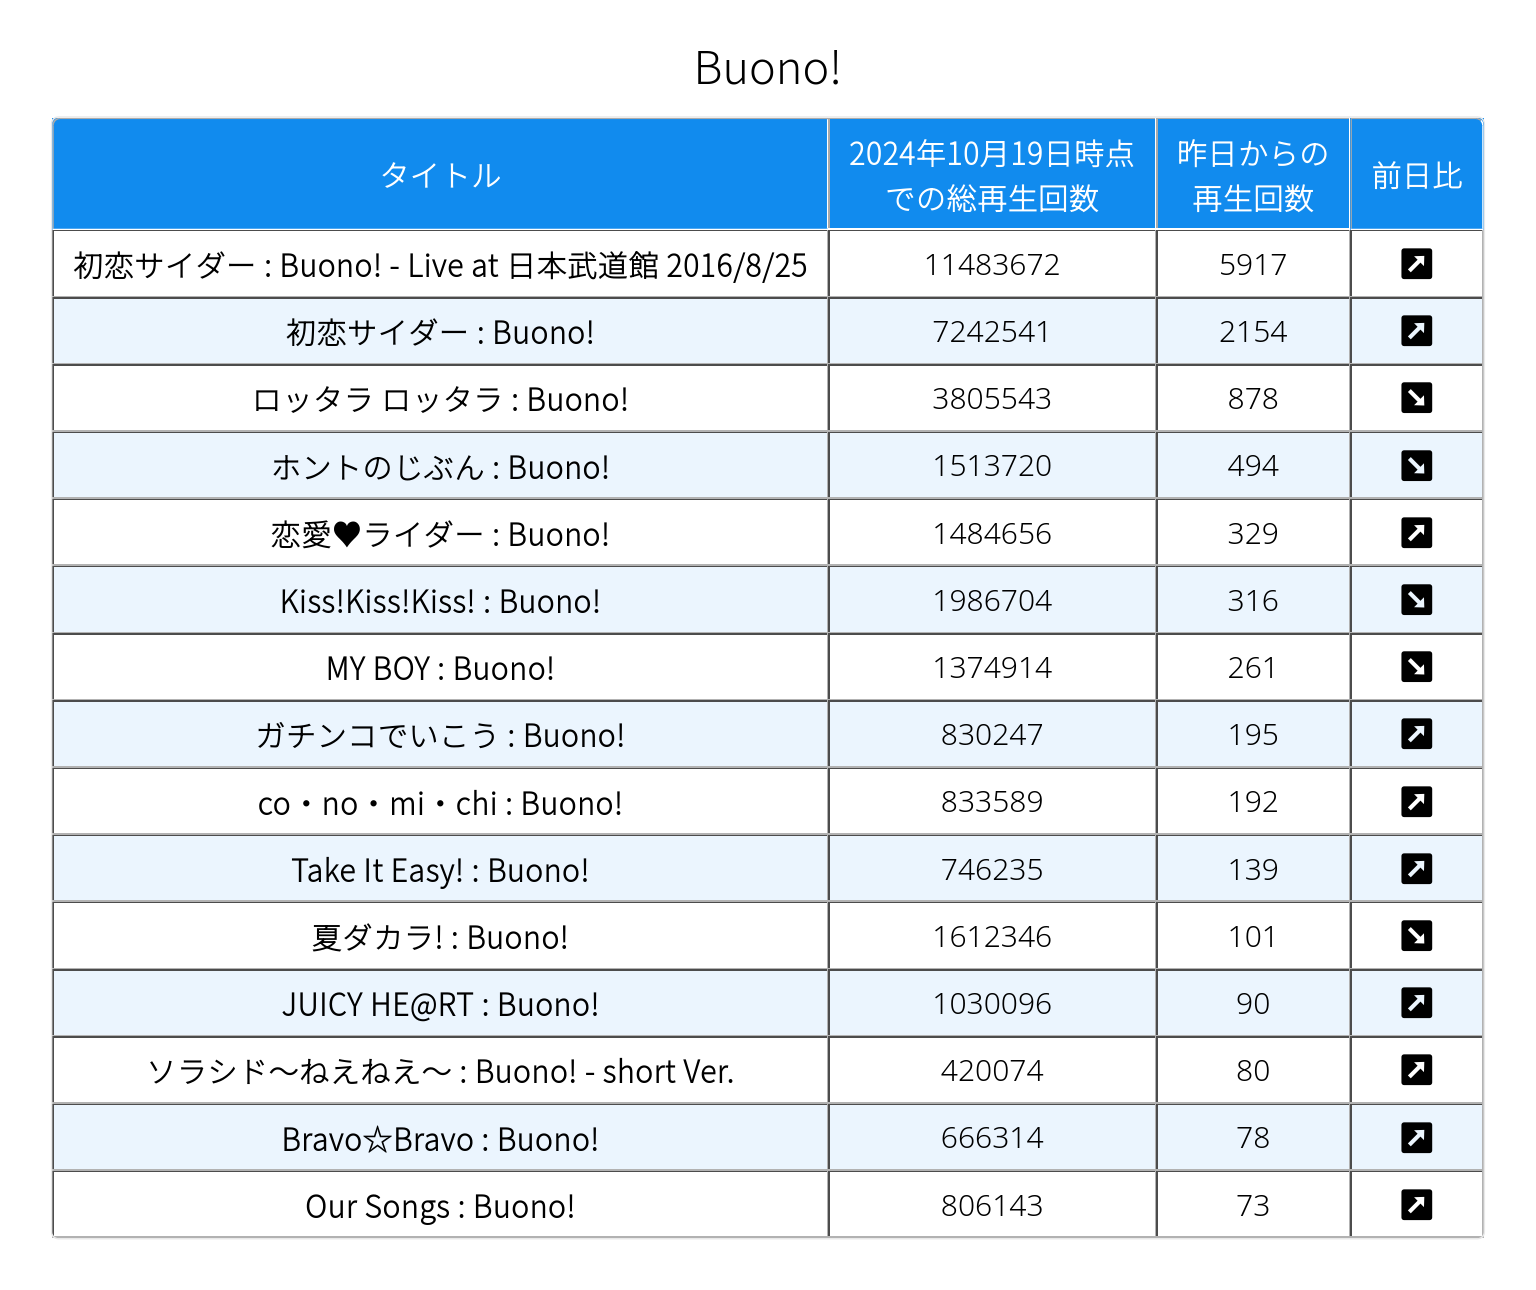 Buono!
タイトル 2024年10月19日時点での総再生回数 昨日からの再生回数 前日比
初恋サイダー : Buono! - Live at 日本武道館 2016/8/25 11483672 5917 ↗
初恋サイダー : Buono! 7242541 2154 ↗
ロッタラ ロッタラ : Buono! 3805543 878 ↘
ホントのじぶん : Buono! 1513720 494 ↘
恋愛♥ライダー : Buono! 1484656 329 ↗
Kiss!Kiss!Kiss! : Buono! 1986704 316 ↘
MY BOY : Buono! 1374914 261 ↘
ガチンコでいこう : Buono! 830247 195 ↗
co・no・mi・chi : Buono! 833589 192 ↗
Take It Easy! : Buono! 746235 139 ↗
夏ダカラ! : Buono! 1612346 101 ↘
JUICY HE@RT : Buono! 1030096 90 ↗
ソラシド～ねえねえ～ : Buono! - short Ver. 420074 80 ↗
Bravo☆Bravo : Buono! 666314 78 ↗
Our Songs : Buono! 806143 73 ↗